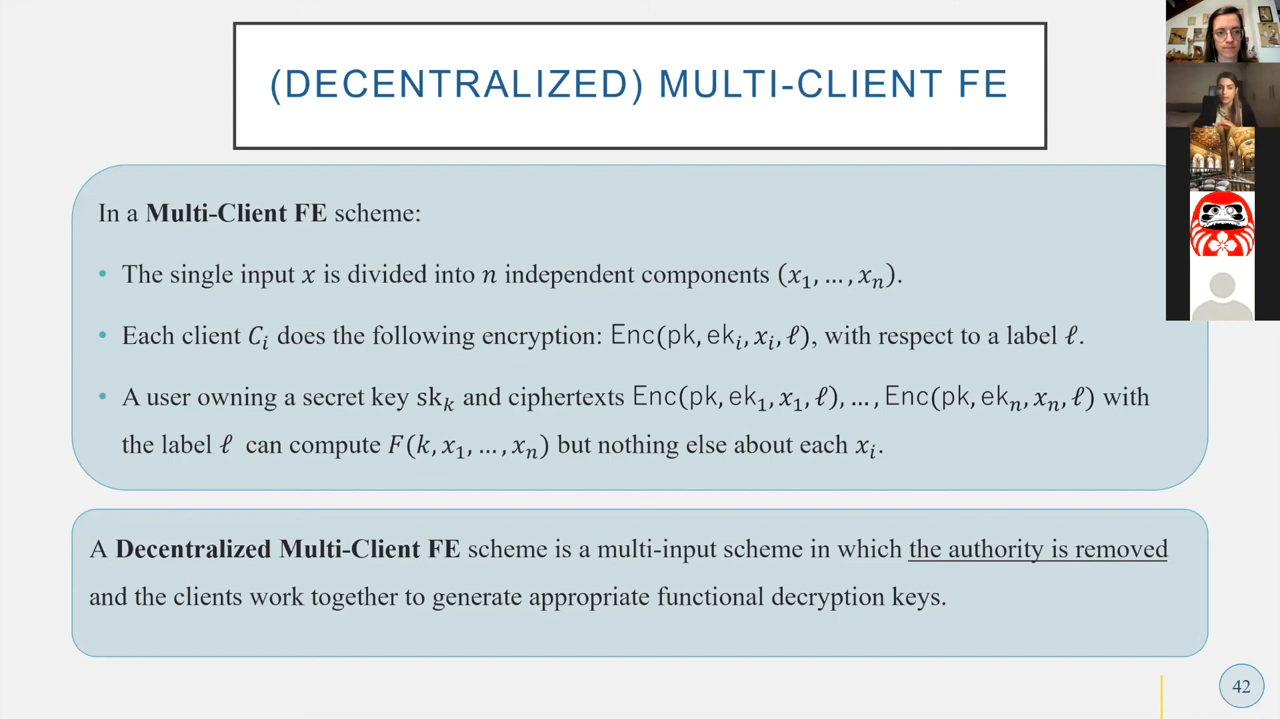 (DECENTRALIZED) MULTI-CLIENT FE
In a Multi-Client FE scheme:
• The single input x is divided into n independent components (x₁, … , xₙ).
• Each client Cᵢ does the following encryption: Enc(pk, ekᵢ, xᵢ, ℓ), with respect to a label ℓ.
• A user owning a secret key skₖ and ciphertexts Enc(pk, ek₁, x₁, ℓ), … , Enc(pk, ekₙ, xₙ, ℓ) with
the label ℓ can compute F(k, x₁, … , xₙ) but nothing else about each xᵢ.
A Decentralized Multi-Client FE scheme is a multi-input scheme in which the authority is removed
and the clients work together to generate appropriate functional decryption keys.
42